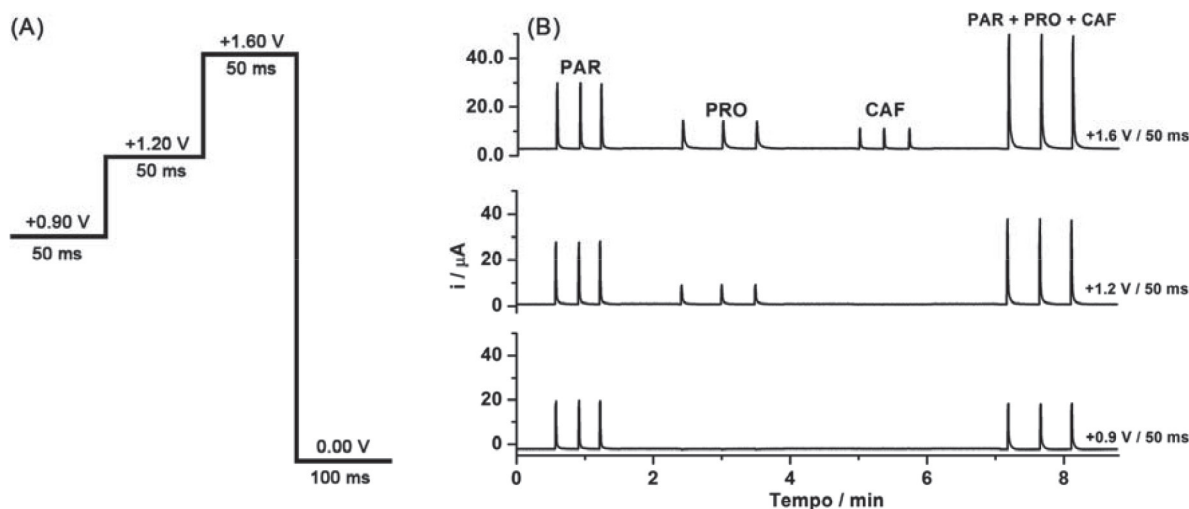 (A)
+1.60 V
50 ms
+1.20 V
50 ms
+0.90 V
50 ms
0.00 V
100 ms
(B)
PAR + PRO + CAF
40.0
PAR
20.0
PRO
CAF
+1.6 V / 50 ms
0.0
40
i / µA
20
+1.2 V / 50 ms
0
40
20
+0.9 V / 50 ms
0
0
2
4
6
8
Tempo / min